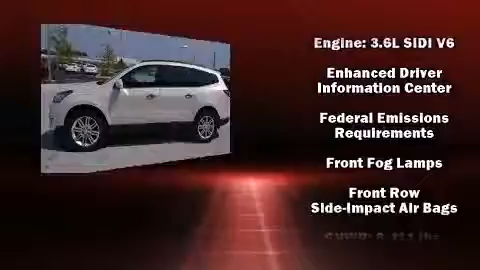 Engine: 3.6L SIDI V6
Enhanced Driver
Information Center
Federal Emissions
Requirements
Front Fog Lamps
Front Row
Side-Impact Air Bags